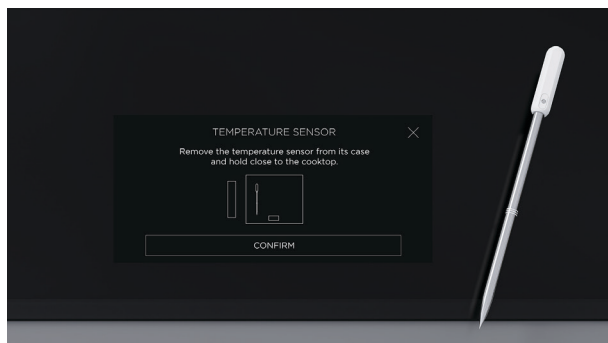 TEMPERATURE SENSOR
Remove the temperature sensor from its case
and hold close to the cooktop.
CONFIRM